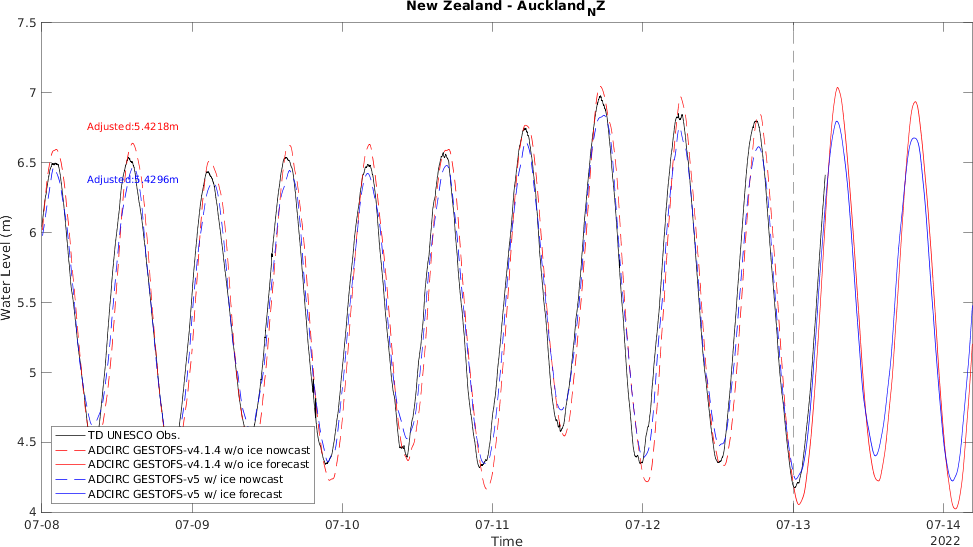 New Zealand - Auckland_NZ
7.5
7
6.5
6
5.5
5
4.5
4
Water Level (m)
Adjusted:5.4218m
Adjusted:5.4296m
TD UNESCO Obs.
ADCIRC GESTOFS-v4.1.4 w/o ice nowcast
ADCIRC GESTOFS-v4.1.4 w/o ice forecast
ADCIRC GESTOFS-v5 w/ ice nowcast
ADCIRC GESTOFS-v5 w/ ice forecast
07-08 07-09 07-10 07-11 07-12 07-13 07-14
Time
2022